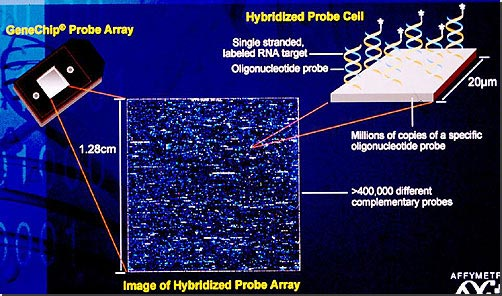 GeneChip® Probe Array
Hybridized Probe Cell
Single stranded,
labeled RNA target
Oligonucleotide probe
20µm
1.28cm
Millions of copies of a specific
oligonucleotide probe
>400,000 different
complementary probes
Image of Hybridized Probe Array
AFFYMETR